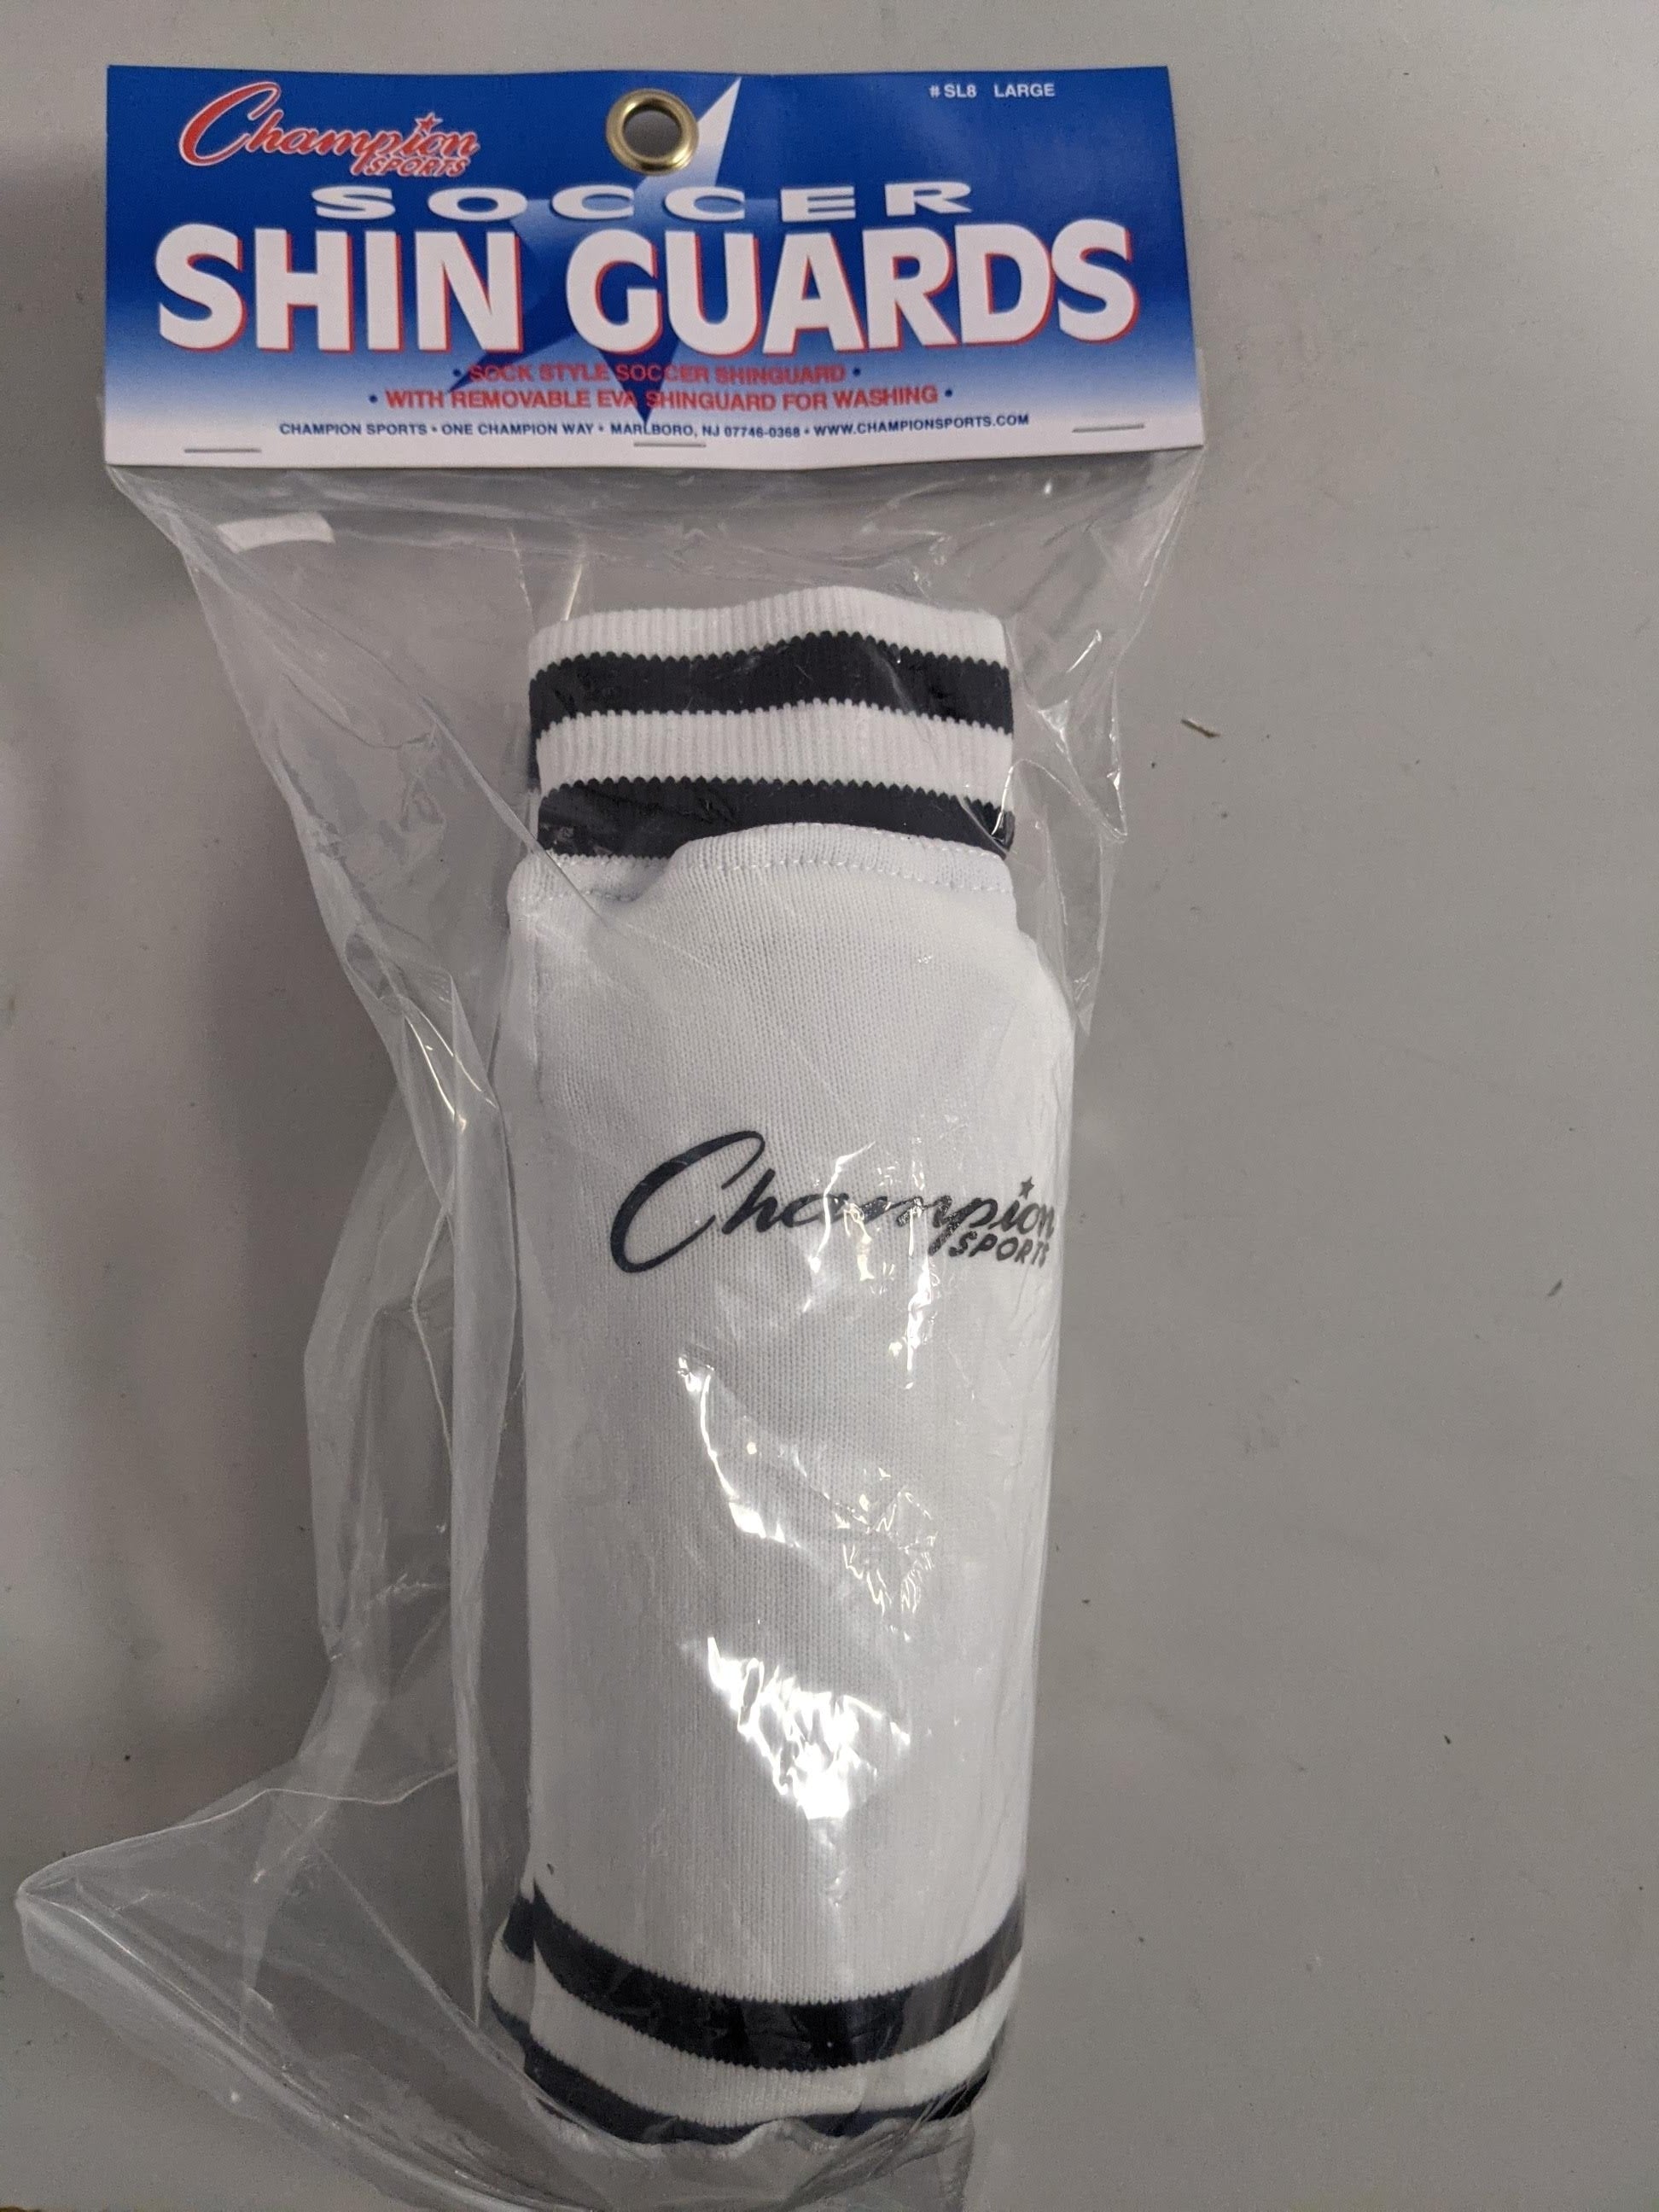 Champion
SPORTS
# SL8 LARGE
SOCCER
SHIN GUARDS
• SOCK STYLE SOCCER SHINGUARD •
• WITH REMOVABLE EVA SHINGUARD FOR WASHING •
CHAMPION SPORTS • ONE CHAMPION WAY • MARLBORO, NJ 07746-0368 • WWW.CHAMPIONSPORTS.COM
Champion
SPORTS